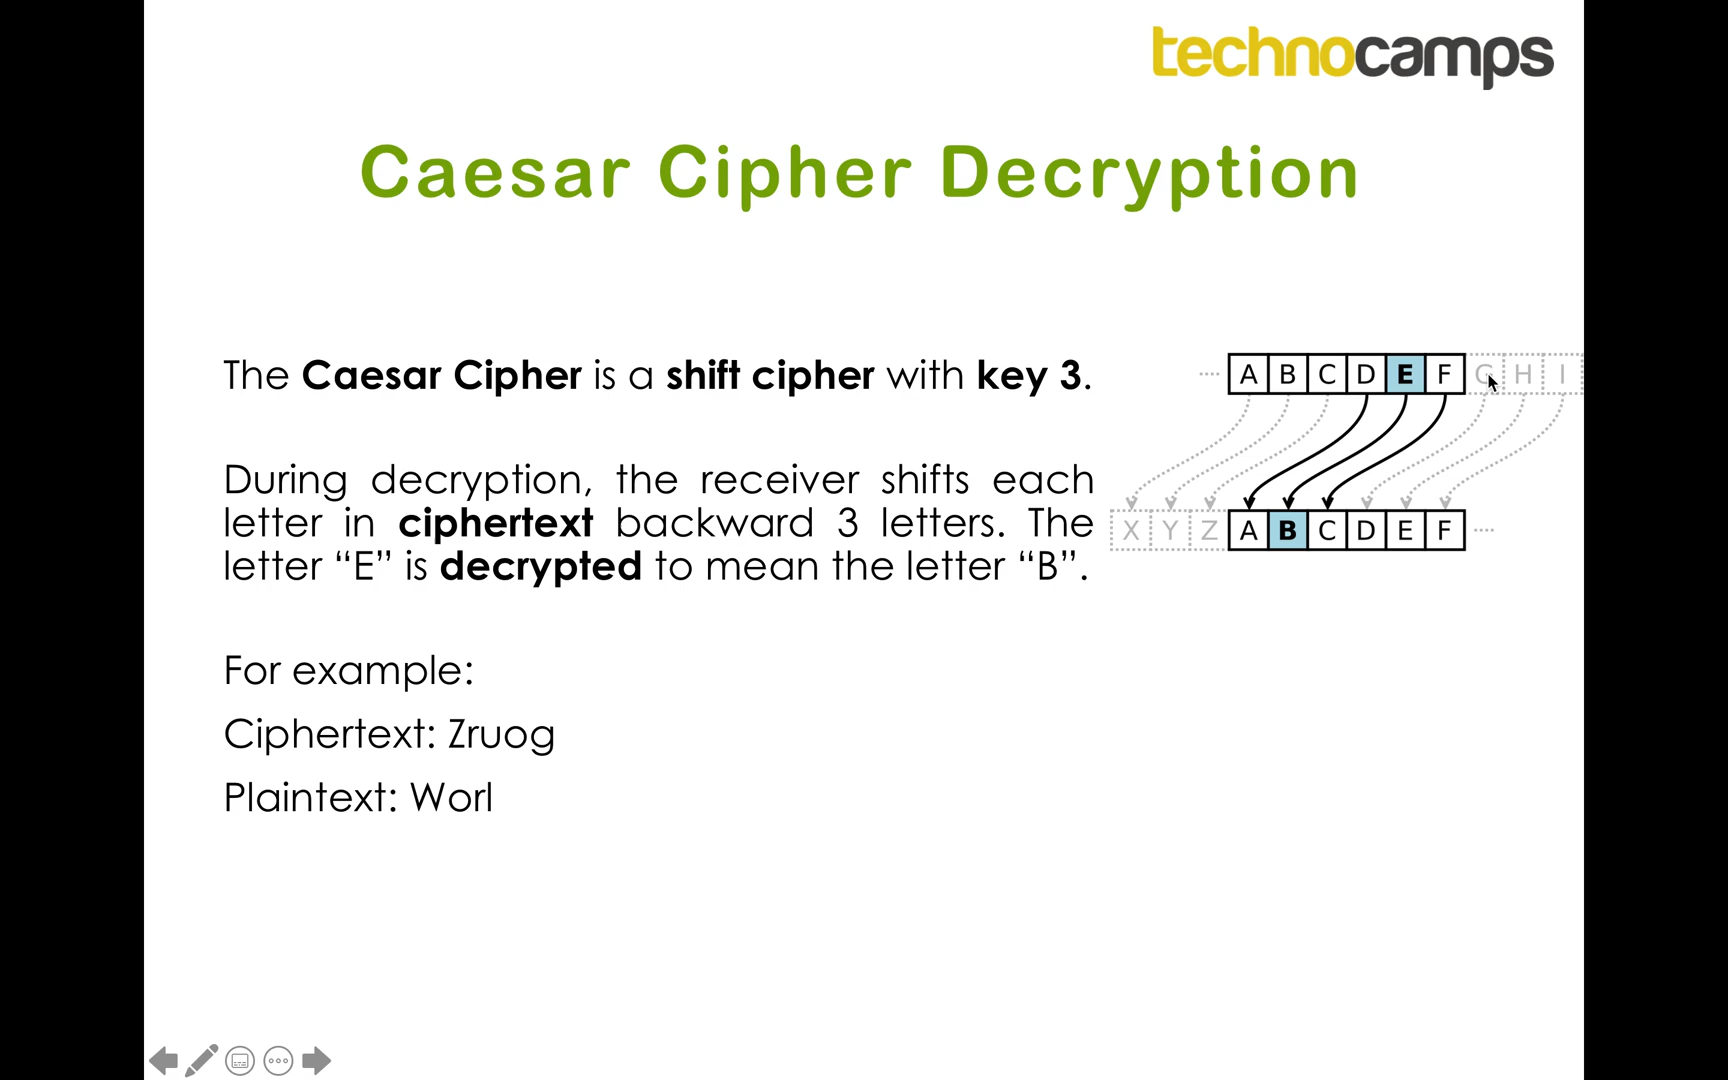 technocamps
Caesar Cipher Decryption
The Caesar Cipher is a shift cipher with key 3.
During decryption, the receiver shifts each
letter in ciphertext backward 3 letters. The
letter “E” is decrypted to mean the letter “B”.
For example:
Ciphertext: Zruog
Plaintext: Worl
A B C D E F G H I
X Y Z A B C D E F